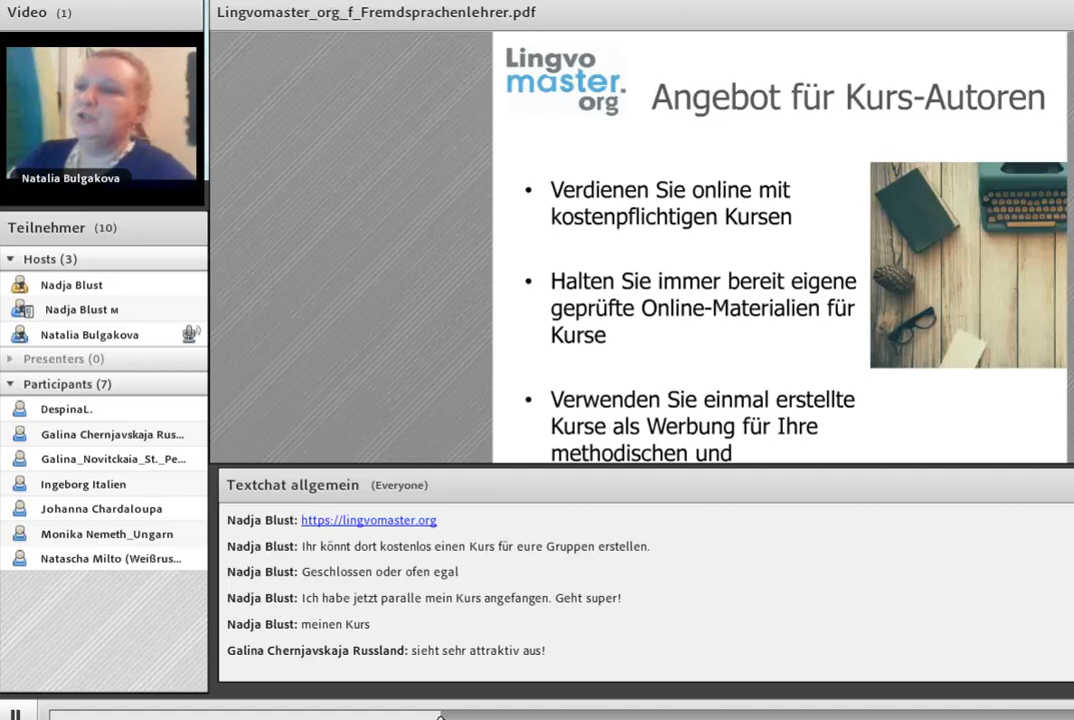 Video (1)
Natalia Bulgakova
Teilnehmer (10)
Hosts (3)
Nadja Blust
Nadja Blust м
Natalia Bulgakova
Presenters (0)
Participants (7)
DespinaL.
Galina Chernjavskaja Rus...
Galina_Novitckaia_St._Pe...
Ingeborg Italien
Johanna Chardaloupa
Monika Nemeth_Ungarn
Natascha Milto (Weißrus...
Lingvomaster_org_f_Fremdsprachenlehrer.pdf
Lingvo
master.
org
Angebot für Kurs-Autoren
• Verdienen Sie online mit
kostenpflichtigen Kursen
• Halten Sie immer bereit eigene
geprüfte Online-Materialien für
Kurse
• Verwenden Sie einmal erstellte
Kurse als Werbung für Ihre
methodischen und
Textchat allgemein (Everyone)
Nadja Blust: https://lingvomaster.org
Nadja Blust: Ihr könnt dort kostenlos einen Kurs für eure Gruppen erstellen.
Nadja Blust: Geschlossen oder ofen egal
Nadja Blust: Ich habe jetzt paralle mein Kurs angefangen. Geht super!
Nadja Blust: meinen Kurs
Galina Chernjavskaja Russland: sieht sehr attraktiv aus!